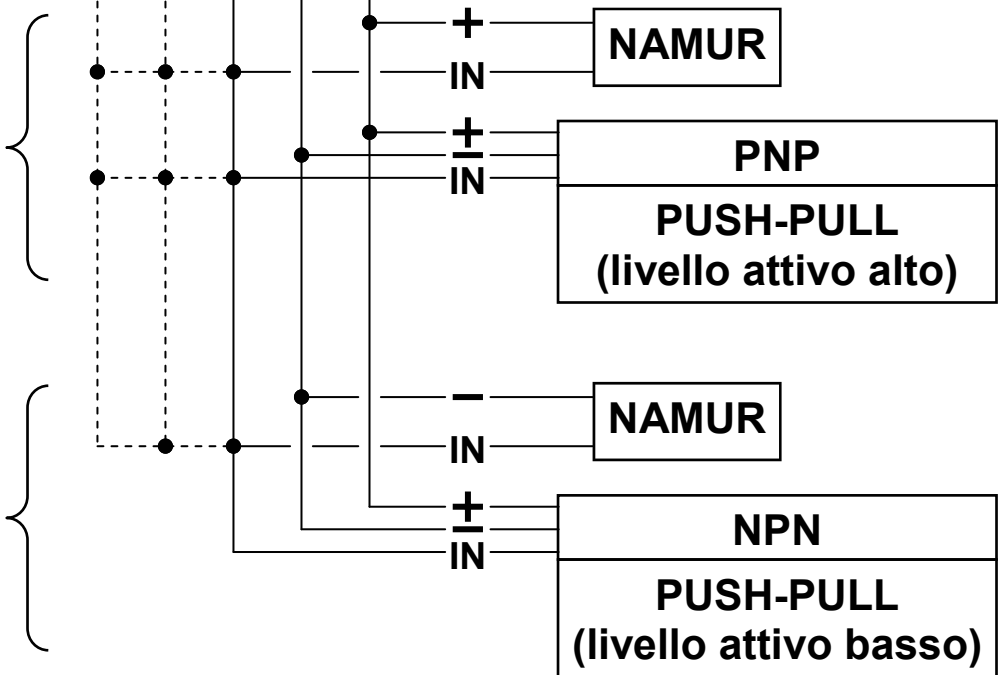 +
NAMUR
IN
+
−
IN
PNP
PUSH-PULL
(livello attivo alto)
−
NAMUR
IN
+
−
IN
NPN
PUSH-PULL
(livello attivo basso)